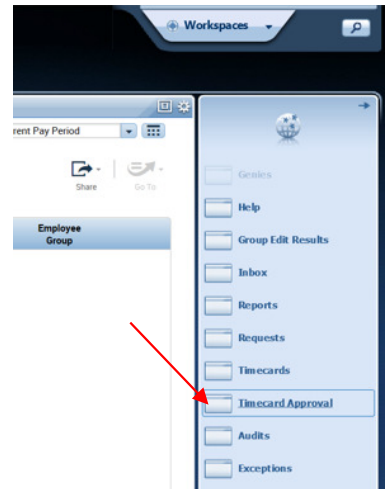 Workspaces
rent Pay Period
Share
Go To
Employee
Group
Genies
Help
Group Edit Results
Inbox
Reports
Requests
Timecards
Timecard Approval
Audits
Exceptions